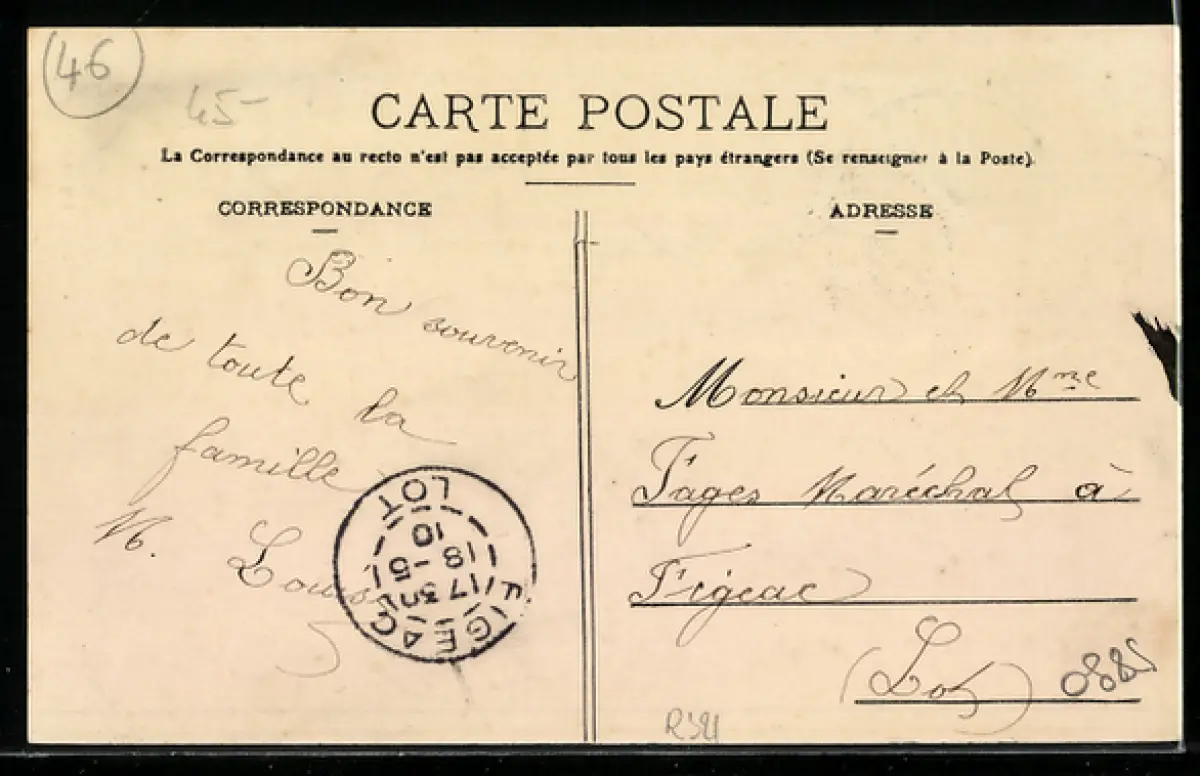 46
45-
CARTE POSTALE
La Correspondance au recto n'est pas acceptée par tous les pays étrangers (Se renseigner à la Poste).
CORRESPONDANCE
ADRESSE
Bon souvenir
de toute la
famille
M. Louis
Monsieur et Mme
Fages Maréchal à
Figeac
(Lot)
FIGEAC
17 30
18 -5
10
LOT